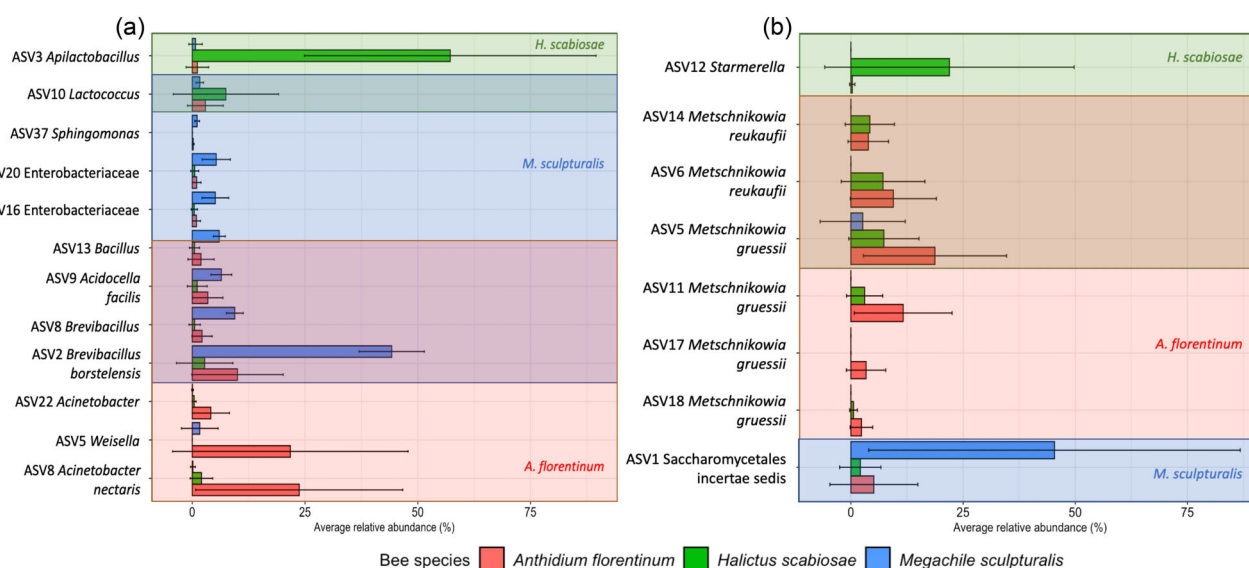 (a)
H. scabiosae
ASV3 Apilactobacillus
ASV10 Lactococcus
ASV37 Sphingomonas
M. sculpturalis
V20 Enterobacteriaceae
V16 Enterobacteriaceae
ASV13 Bacillus
ASV9 Acidocella
facilis
ASV8 Brevibacillus
ASV2 Brevibacillus
borstelensis
ASV22 Acinetobacter
ASV5 Weisella
A. florentinum
ASV8 Acinetobacter
nectaris
0 25 50 75
Average relative abundance (%)
(b)
H. scabiosae
ASV12 Starmerella
ASV14 Metschnikowia
reukaufii
ASV6 Metschnikowia
reukaufii
ASV5 Metschnikowia
gruessii
ASV11 Metschnikowia
gruessii
ASV17 Metschnikowia
gruessii
A. florentinum
ASV18 Metschnikowia
gruessii
ASV1 Saccharomycetales
incertae sedis
M. sculpturalis
0 25 50 75
Average relative abundance (%)
Bee species Anthidium florentinum Halictus scabiosae Megachile sculpturalis